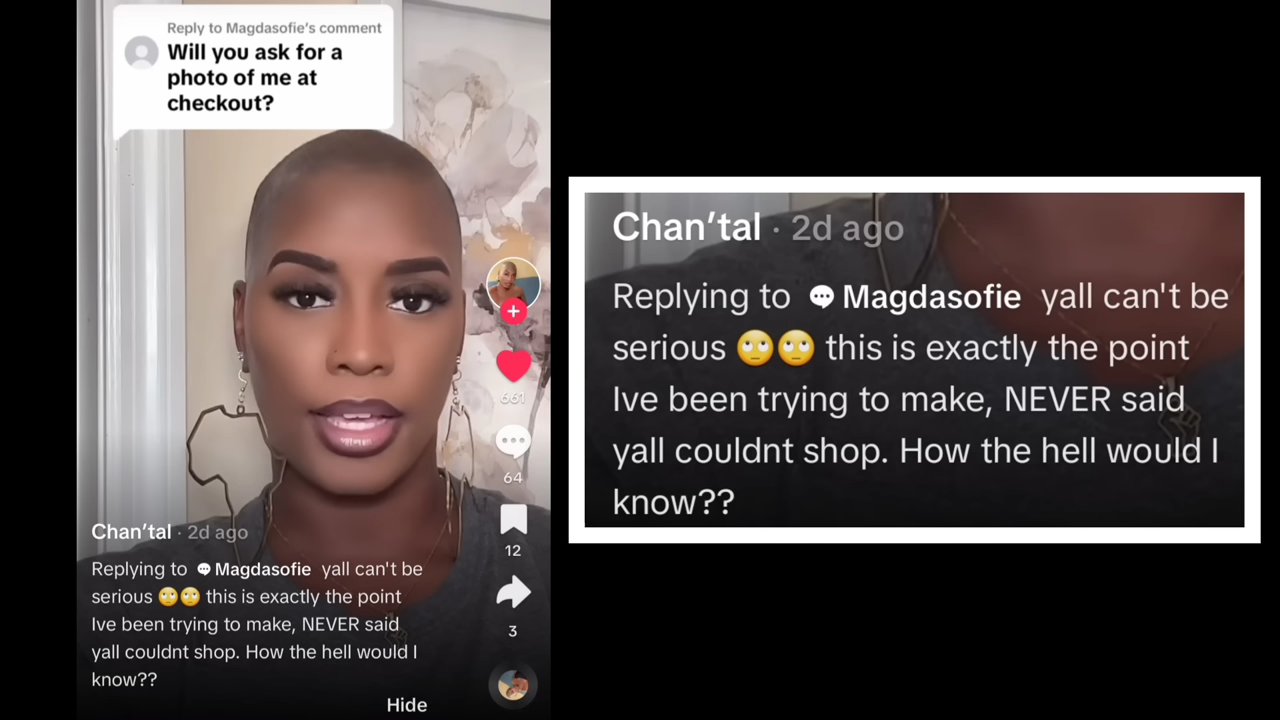 Reply to Magdasofie's comment
Will you ask for a
photo of me at
checkout?
661
64
12
3
Chan’tal · 2d ago
Replying to 💬 Magdasofie yall can't be
serious 🙄🙄 this is exactly the point
Ive been trying to make, NEVER said
yall couldnt shop. How the hell would I
know??
Hide
Chan’tal · 2d ago
Replying to 💬 Magdasofie yall can't be
serious 🙄🙄 this is exactly the point
Ive been trying to make, NEVER said
yall couldnt shop. How the hell would I
know??